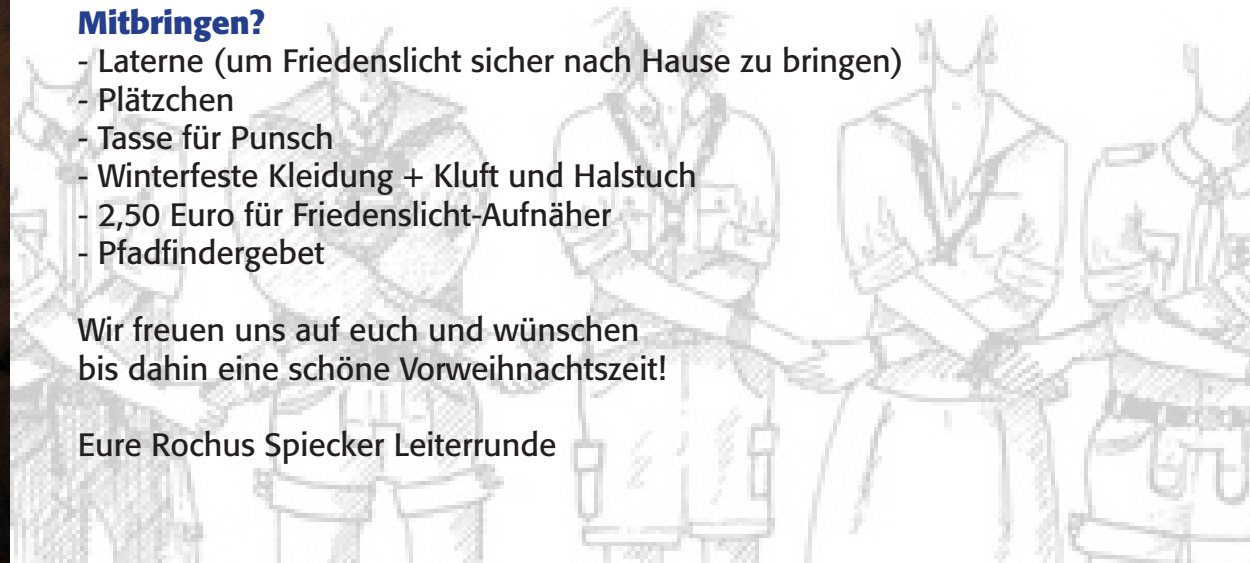 Mitbringen?
- Laterne (um Friedenslicht sicher nach Hause zu bringen)
- Plätzchen
- Tasse für Punsch
- Winterfeste Kleidung + Kluft und Halstuch
- 2,50 Euro für Friedenslicht-Aufnäher
- Pfadfindergebet
Wir freuen uns auf euch und wünschen
bis dahin eine schöne Vorweihnachtszeit!
Eure Rochus Spiecker Leiterrunde